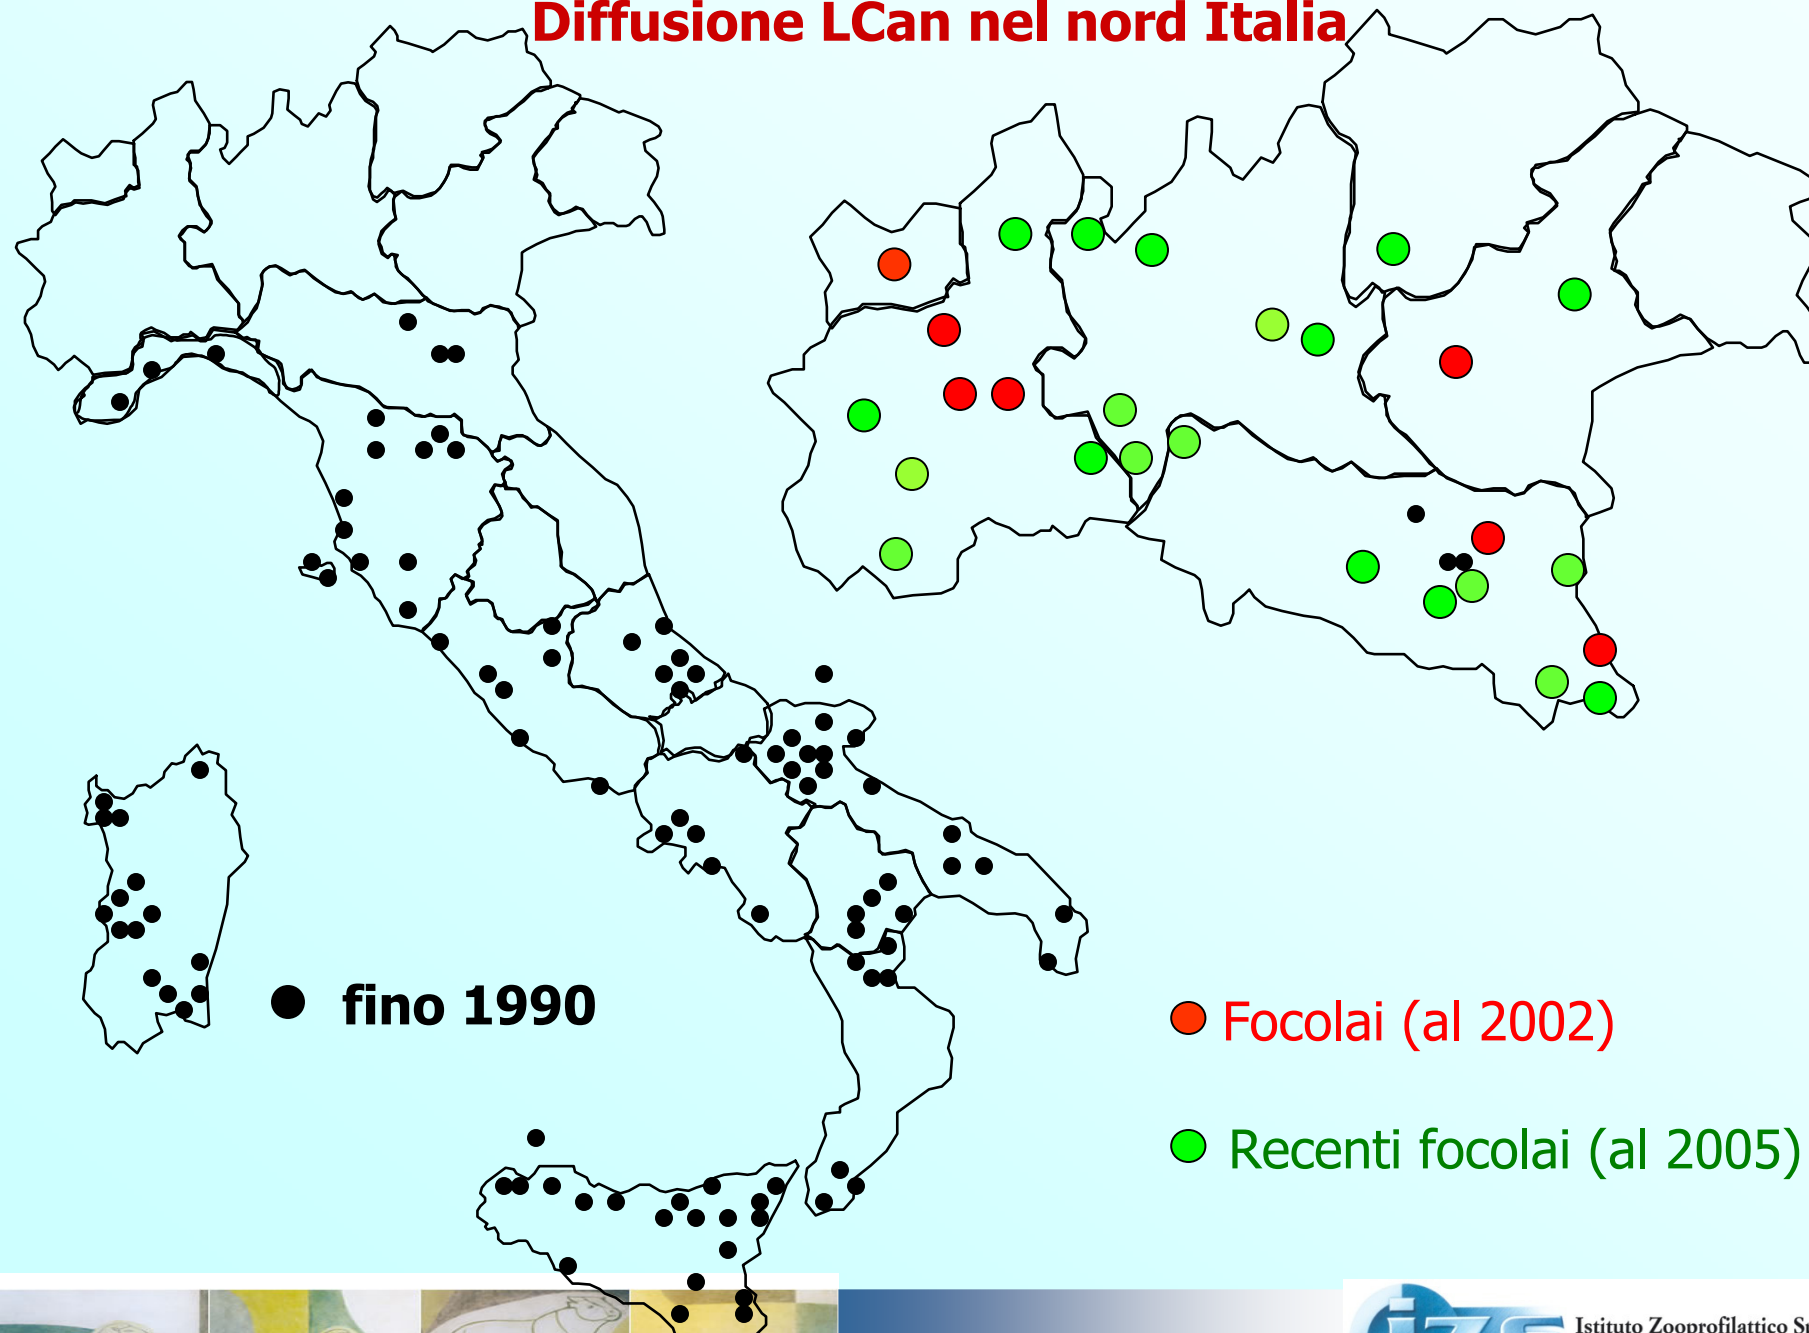 Diffusione LCan nel nord Italia
fino 1990
Focolai (al 2002)
Recenti focolai (al 2005)
Istituto Zooprofilattico